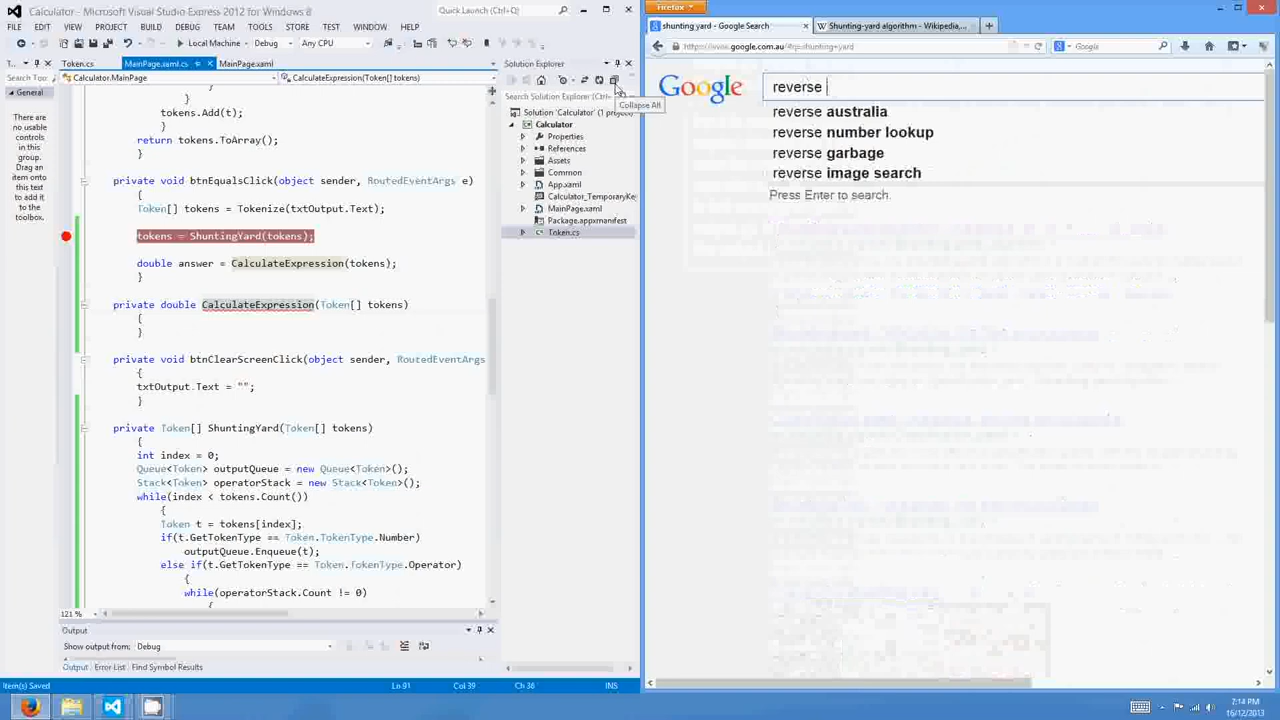 Calculator - Microsoft Visual Studio Express 2012 for Windows 8
Quick Launch (Ctrl+Q)
FILE EDIT VIEW PROJECT BUILD DEBUG TEAM SQL
EDIT VIEW PROJECT BUILD DEBUG TEAM TOOLS STORE TEST WINDOW HELP
Local Machine Debug Any CPU
Token.cs MainPage.xaml.cs MainPage.xaml
Search Too
Calculator.MainPage CalculateExpression(Token[] tokens)
General
There are
no usable
controls
in this
group.
Drag an
item onto
this text
to add it
to the
toolbox.
}
tokens.Add(t);
}
return tokens.ToArray();
}
private void btnEqualsClick(object sender, RoutedEventArgs e)
{
Token[] tokens = Tokenize(txtOutput.Text);
tokens = ShuntingYard(tokens);
double answer = CalculateExpression(tokens);
}
private double CalculateExpression(Token[] tokens)
{
}
private void btnClearScreenClick(object sender, RoutedEventArgs
{
txtOutput.Text = "";
}
private Token[] ShuntingYard(Token[] tokens)
{
int index = 0;
Queue<Token> outputQueue = new Queue<Token>();
Stack<Token> operatorStack = new Stack<Token>();
while(index < tokens.Count())
{
Token t = tokens[index];
if(t.GetTokenType == Token.TokenType.Number)
outputQueue.Enqueue(t);
else if(t.GetTokenType == Token.TokenType.Operator)
{
while(operatorStack.Count != 0)
{
121 %
Output
Show output from: Debug
Output Error List Find Symbol Results
Item(s) Saved Ln 91 Col 39 Ch 36 INS
Solution Explorer
Search Solution Explorer (Ctrl+
Collapse All
Solution 'Calculator' (1 project)
Calculator
Properties
References
Assets
Common
App.xaml
Calculator_TemporaryKe
MainPage.xaml
Package.appxmanifest
Token.cs
Firefox
shunting yard - Google Search
Shunting-yard algorithm - Wikipedia,...
https://www.google.com.au/#q=shunting+yard
Google
Google
reverse
reverse australia
reverse number lookup
reverse garbage
reverse image search
Press Enter to search.
7:14 PM
16/12/2013